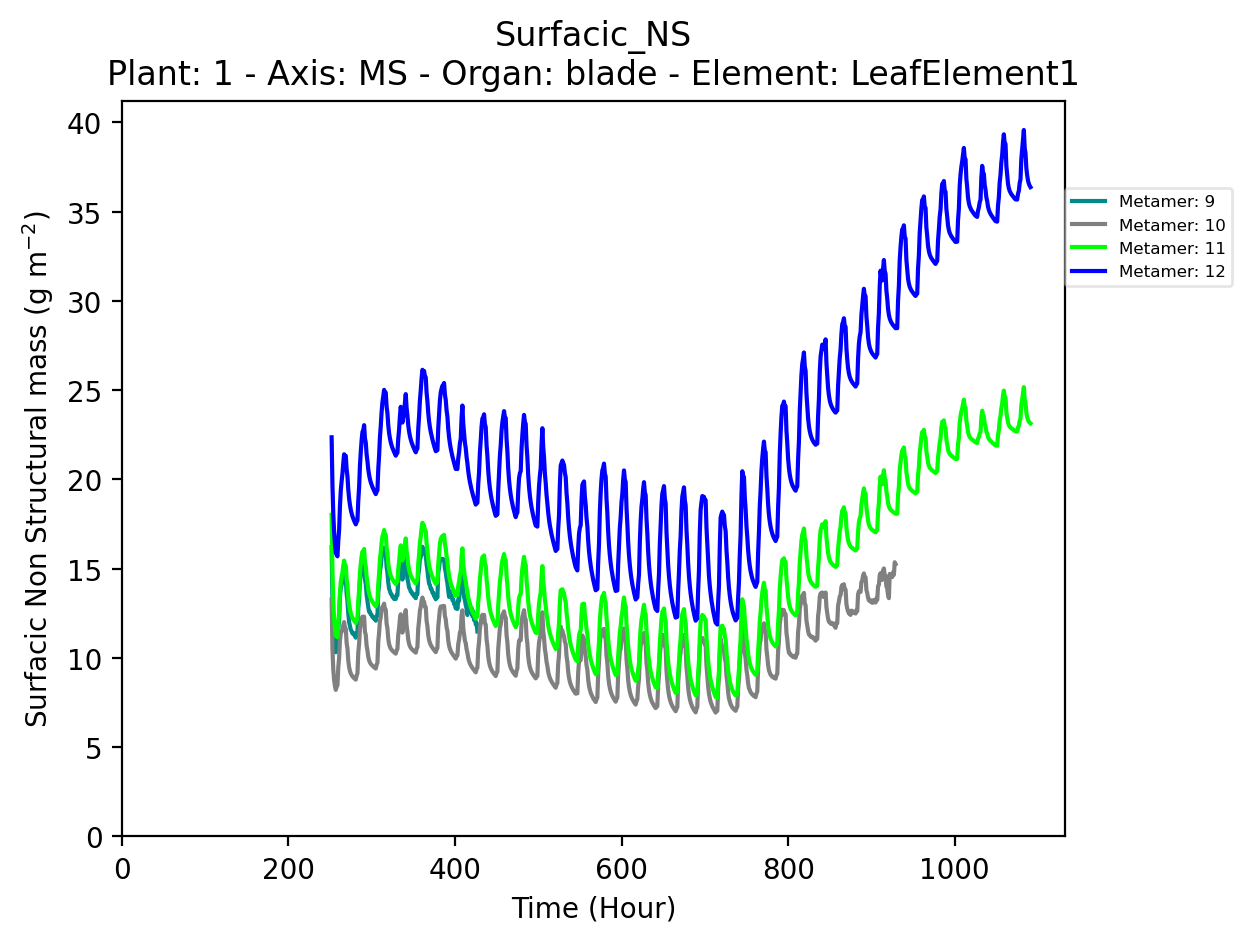 Surfacic_NS
Plant: 1 - Axis: MS - Organ: blade - Element: LeafElement1
Surfacic Non Structural mass (g m⁻²)
40
35
30
25
20
15
10
5
0
Metamer: 9
Metamer: 10
Metamer: 11
Metamer: 12
0 200 400 600 800 1000
Time (Hour)